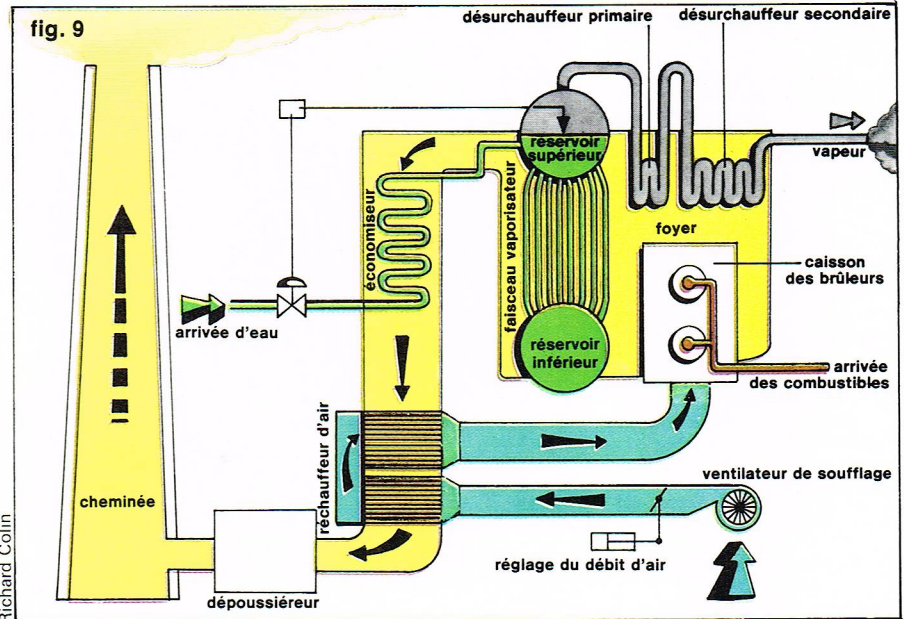 fig. 9
désurchauffeur primaire
désurchauffeur secondaire
réservoir
supérieur
vapeur
économiseur
faisceau vaporisateur
foyer
caisson
des brûleurs
arrivée d'eau
réservoir
inférieur
arrivée
des combustibles
réchauffeur d'air
ventilateur de soufflage
cheminée
réglage du débit d'air
dépoussiéreur
Richard Colin